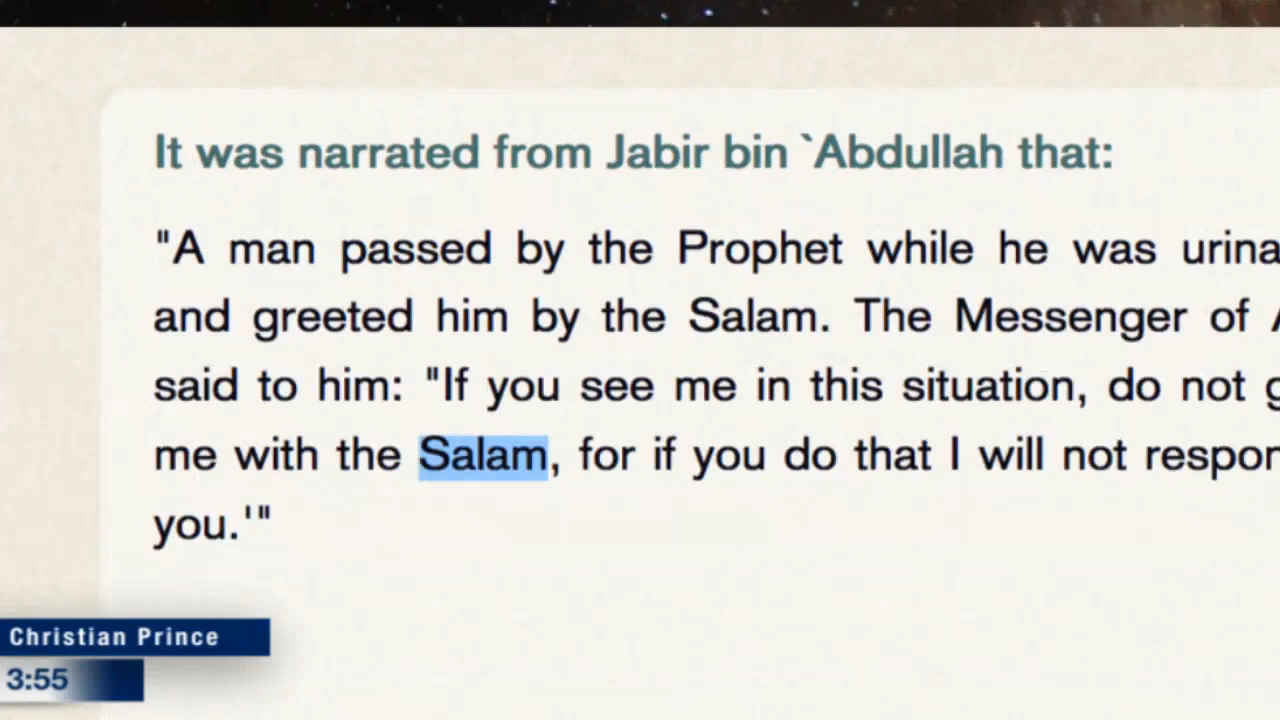 It was narrated from Jabir bin `Abdullah that:
"A man passed by the Prophet while he was
and greeted him by the Salam. The Messenger of
said to him: "If you see me in this situation, do not
me with the Salam, for if you do that I will not
you.'"
Christian Prince
3:55